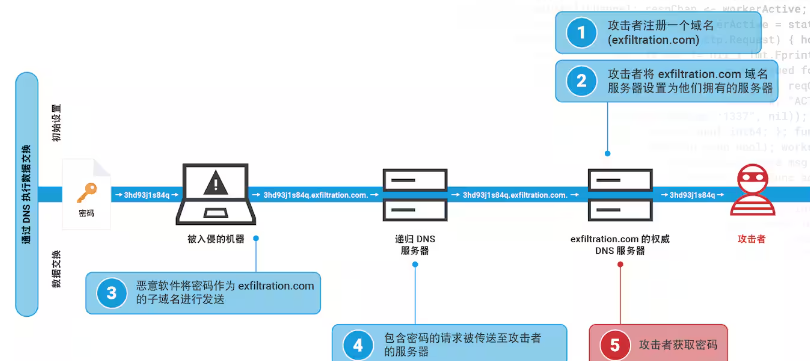 1
攻击者注册一个域名
(exfiltration.com)
2
攻击者将 exfiltration.com 域名
服务器设置为他们拥有的服务器
通过 DNS 执行数据交换
初始设置
数据交换
密码
3hd93j1s84q
3hd93j1s84q.exfiltration.com.
3hd93j1s84q.exfiltration.com.
3hd93j1s84q
被入侵的机器
递归 DNS
服务器
exfiltration.com 的权威
DNS 服务器
攻击者
3
恶意软件将密码作为 exfiltration.com
的子域名进行发送
4
包含密码的请求被传送至攻击者
的服务器
5
攻击者获取密码